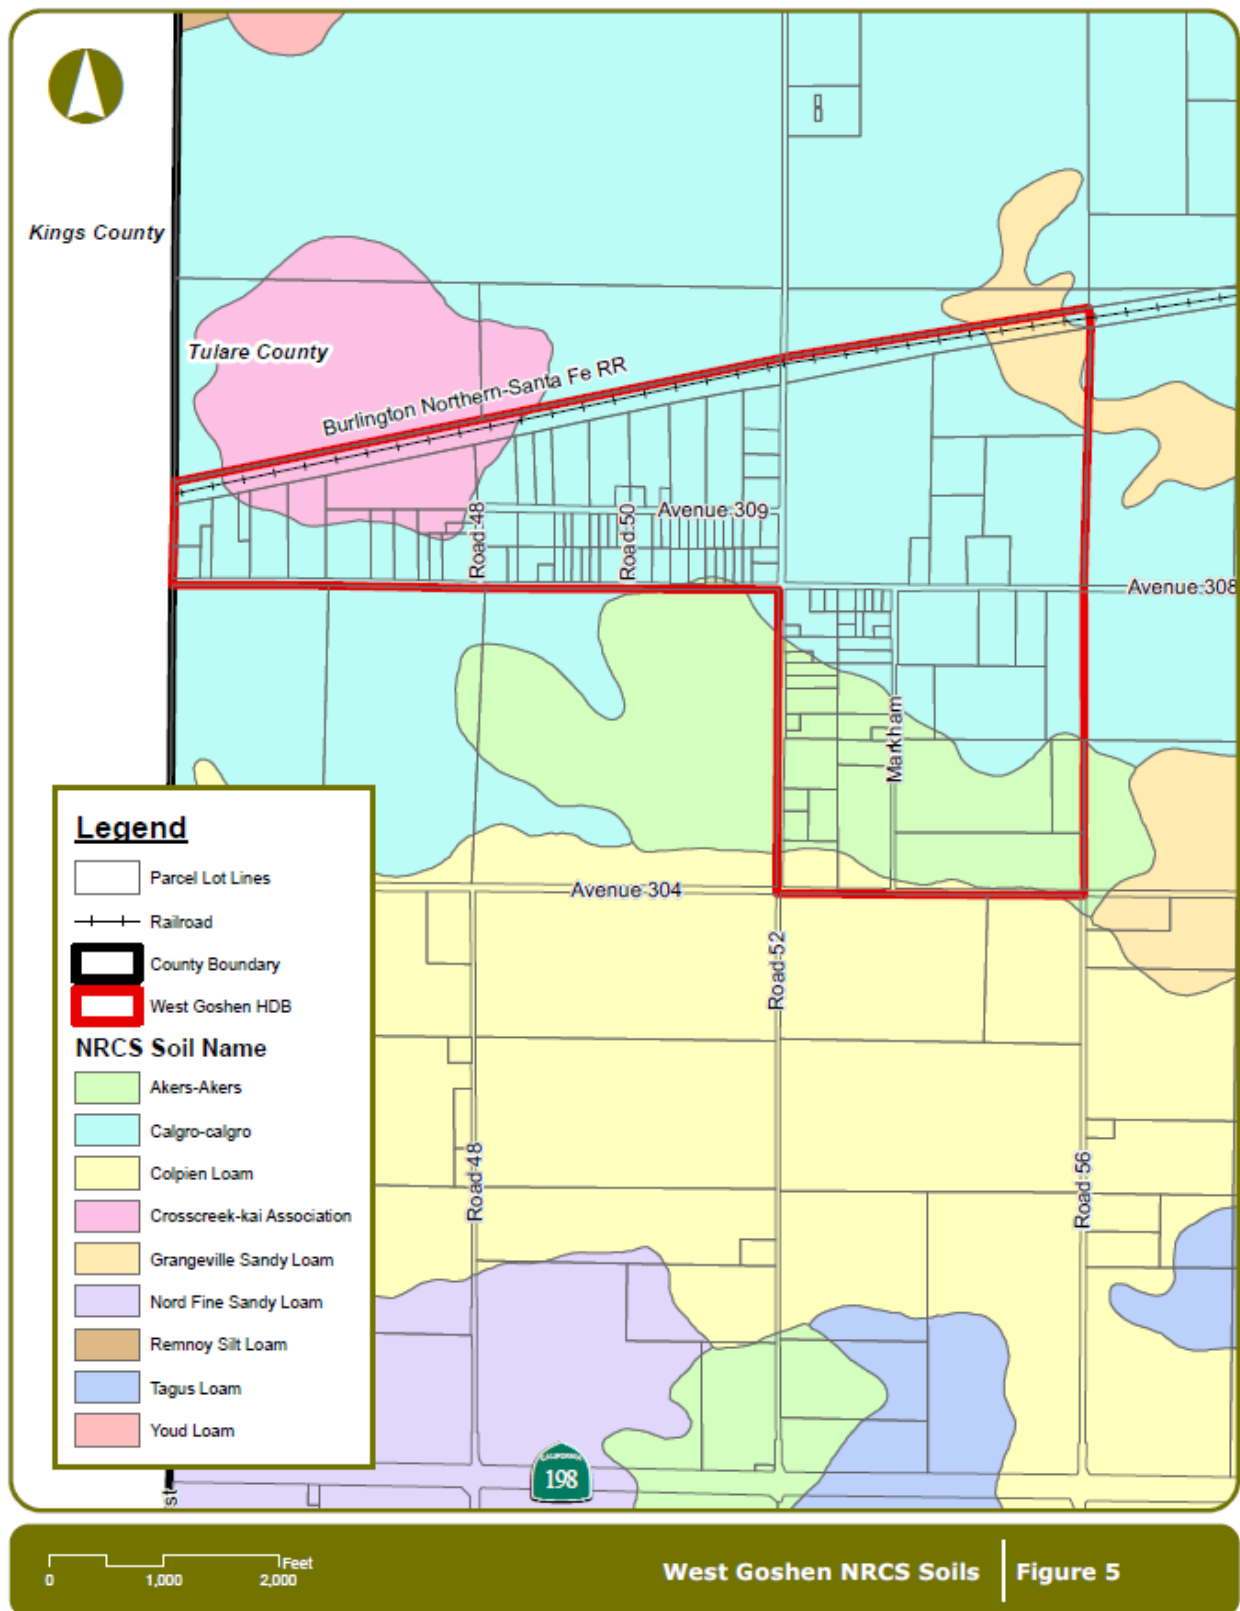 Kings County
Tulare County
Burlington Northern-Santa Fe RR
Road 48
Road 50
Avenue 309
Avenue 308
Markham
Avenue 304
Road 52
Road 48
Road 56
Legend
Parcel Lot Lines
Railroad
County Boundary
West Goshen HDB
NRCS Soil Name
Akers-Akers
Calgro-calgro
Colpien Loam
Crosscreek-kai Association
Grangeville Sandy Loam
Nord Fine Sandy Loam
Remnoy Silt Loam
Tagus Loam
Youd Loam
st
CALIFORNIA
198
Feet
0 1,000 2,000
West Goshen NRCS Soils Figure 5